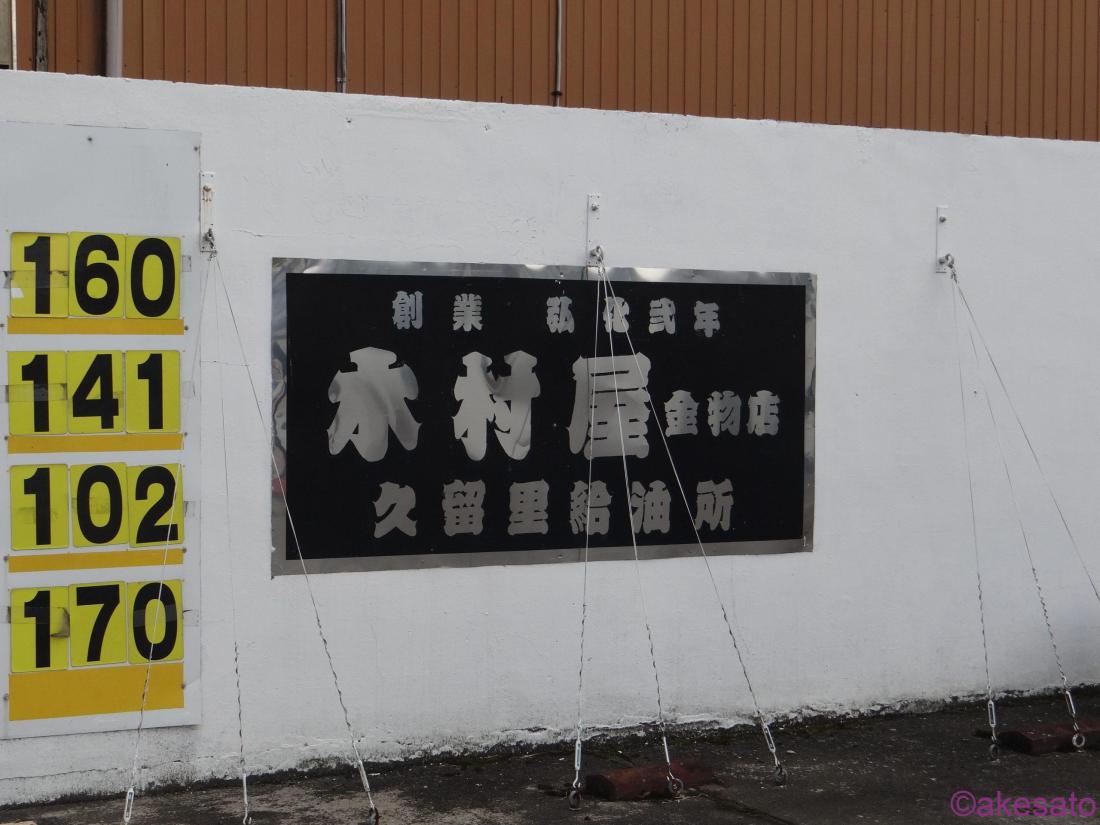 160
141
102
170
創業 弘化弐年
木村屋金物店
久留里給油所
©akesato